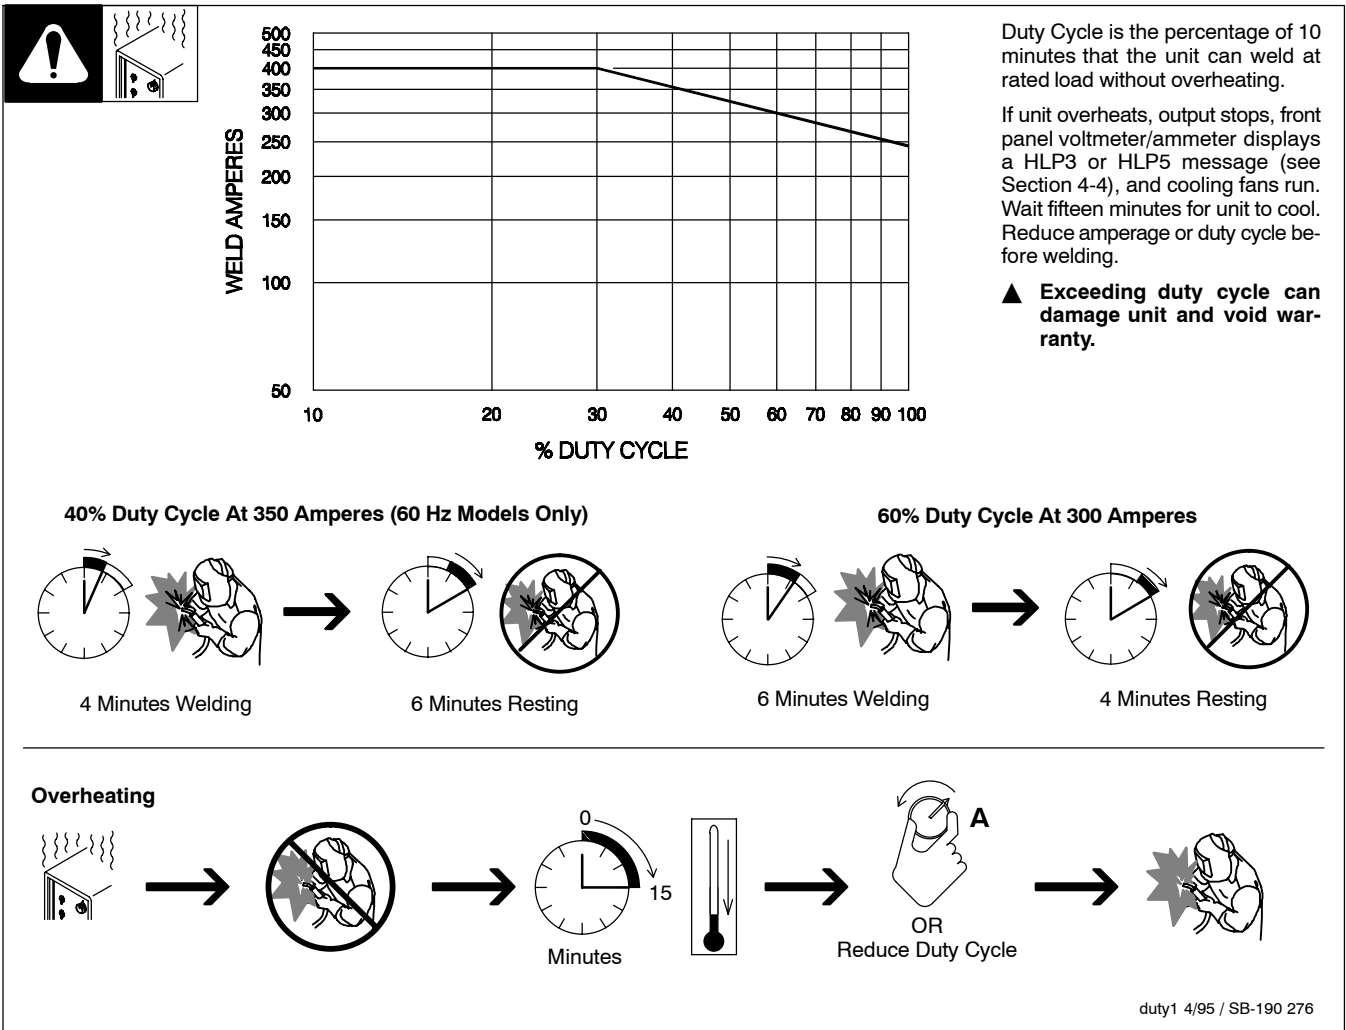 500
450
400
350
300
250
200
150
100
50
WELD AMPERES
10 20 30 40 50 60 70 80 90 100
% DUTY CYCLE
Duty Cycle is the percentage of 10
minutes that the unit can weld at
rated load without overheating.
If unit overheats, output stops, front
panel voltmeter/ammeter displays
a HLP3 or HLP5 message (see
Section 4-4), and cooling fans run.
Wait fifteen minutes for unit to cool.
Reduce amperage or duty cycle be-
fore welding.
Exceeding duty cycle can
damage unit and void war-
ranty.
40% Duty Cycle At 350 Amperes (60 Hz Models Only)
4 Minutes Welding
6 Minutes Resting
60% Duty Cycle At 300 Amperes
6 Minutes Welding
4 Minutes Resting
Overheating
0
15
Minutes
A
OR
Reduce Duty Cycle
duty1 4/95 / SB-190 276